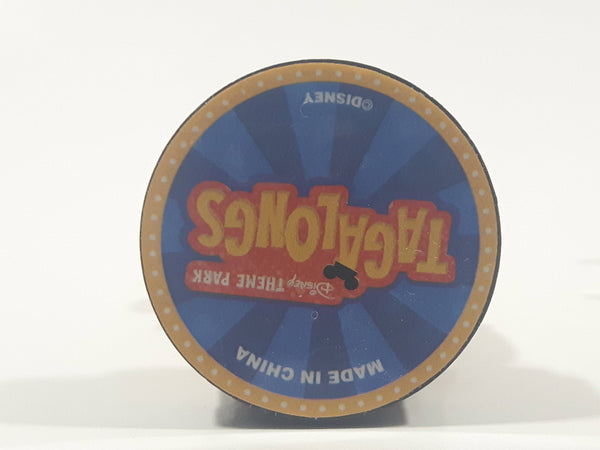 MADE IN CHINA
Disney THEME PARK
TAGALONGS
©DISNEY